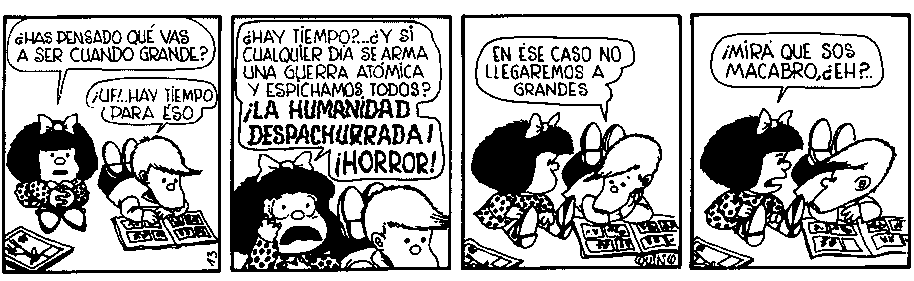 ¿HAS PENSADO QUÉ VAS
A SER CUANDO GRANDE?
¡UF!..HAY TIEMPO
PARA ESO
13
¿HAY TIEMPO?...¿Y SI
CUALQUIER DÍA SE ARMA
UNA GUERRA ATÓMICA
Y ESPICHAMOS TODOS?
¡LA HUMANIDAD
DESPACHURRADA!
¡HORROR!
EN ESE CASO NO
LLEGAREMOS A
GRANDES
QUINO
¡MIRÁ QUE SOS
MACABRO,¿EH?..